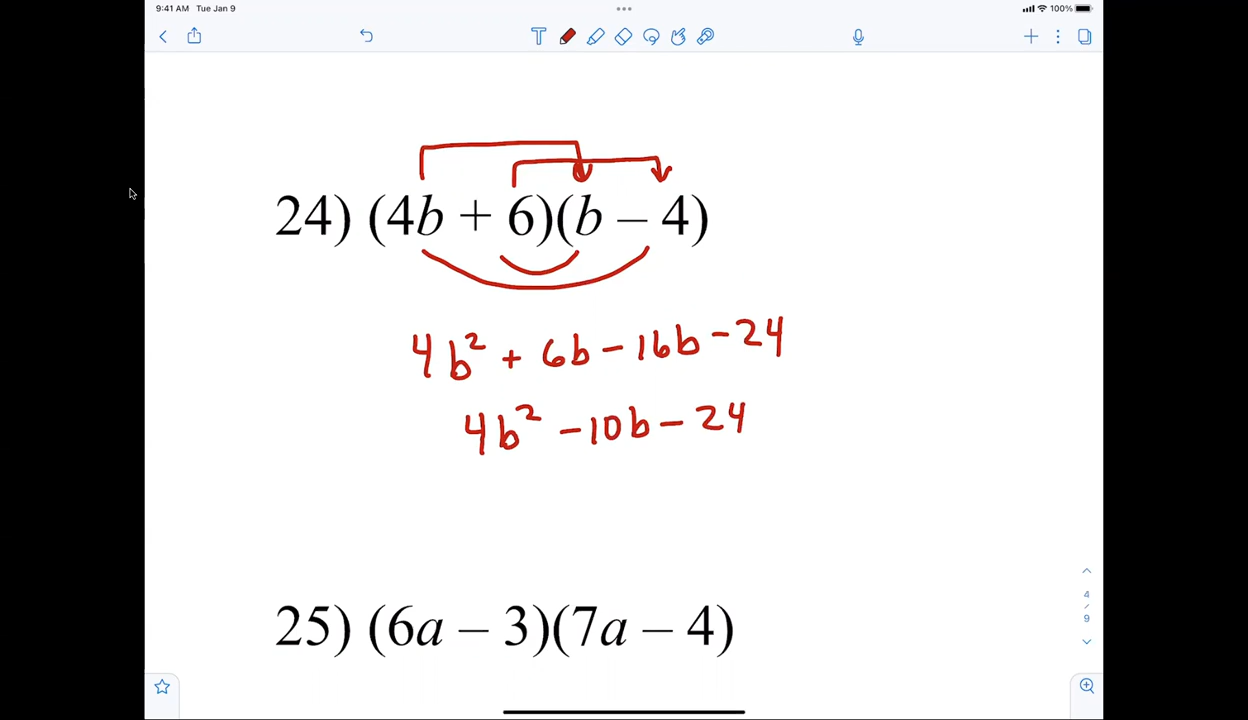 9:41 AM Tue Jan 9
100%
24) (4b + 6)(b – 4)
4b² + 6b – 16b – 24
4b² – 10b – 24
4
9
25) (6a – 3)(7a – 4)